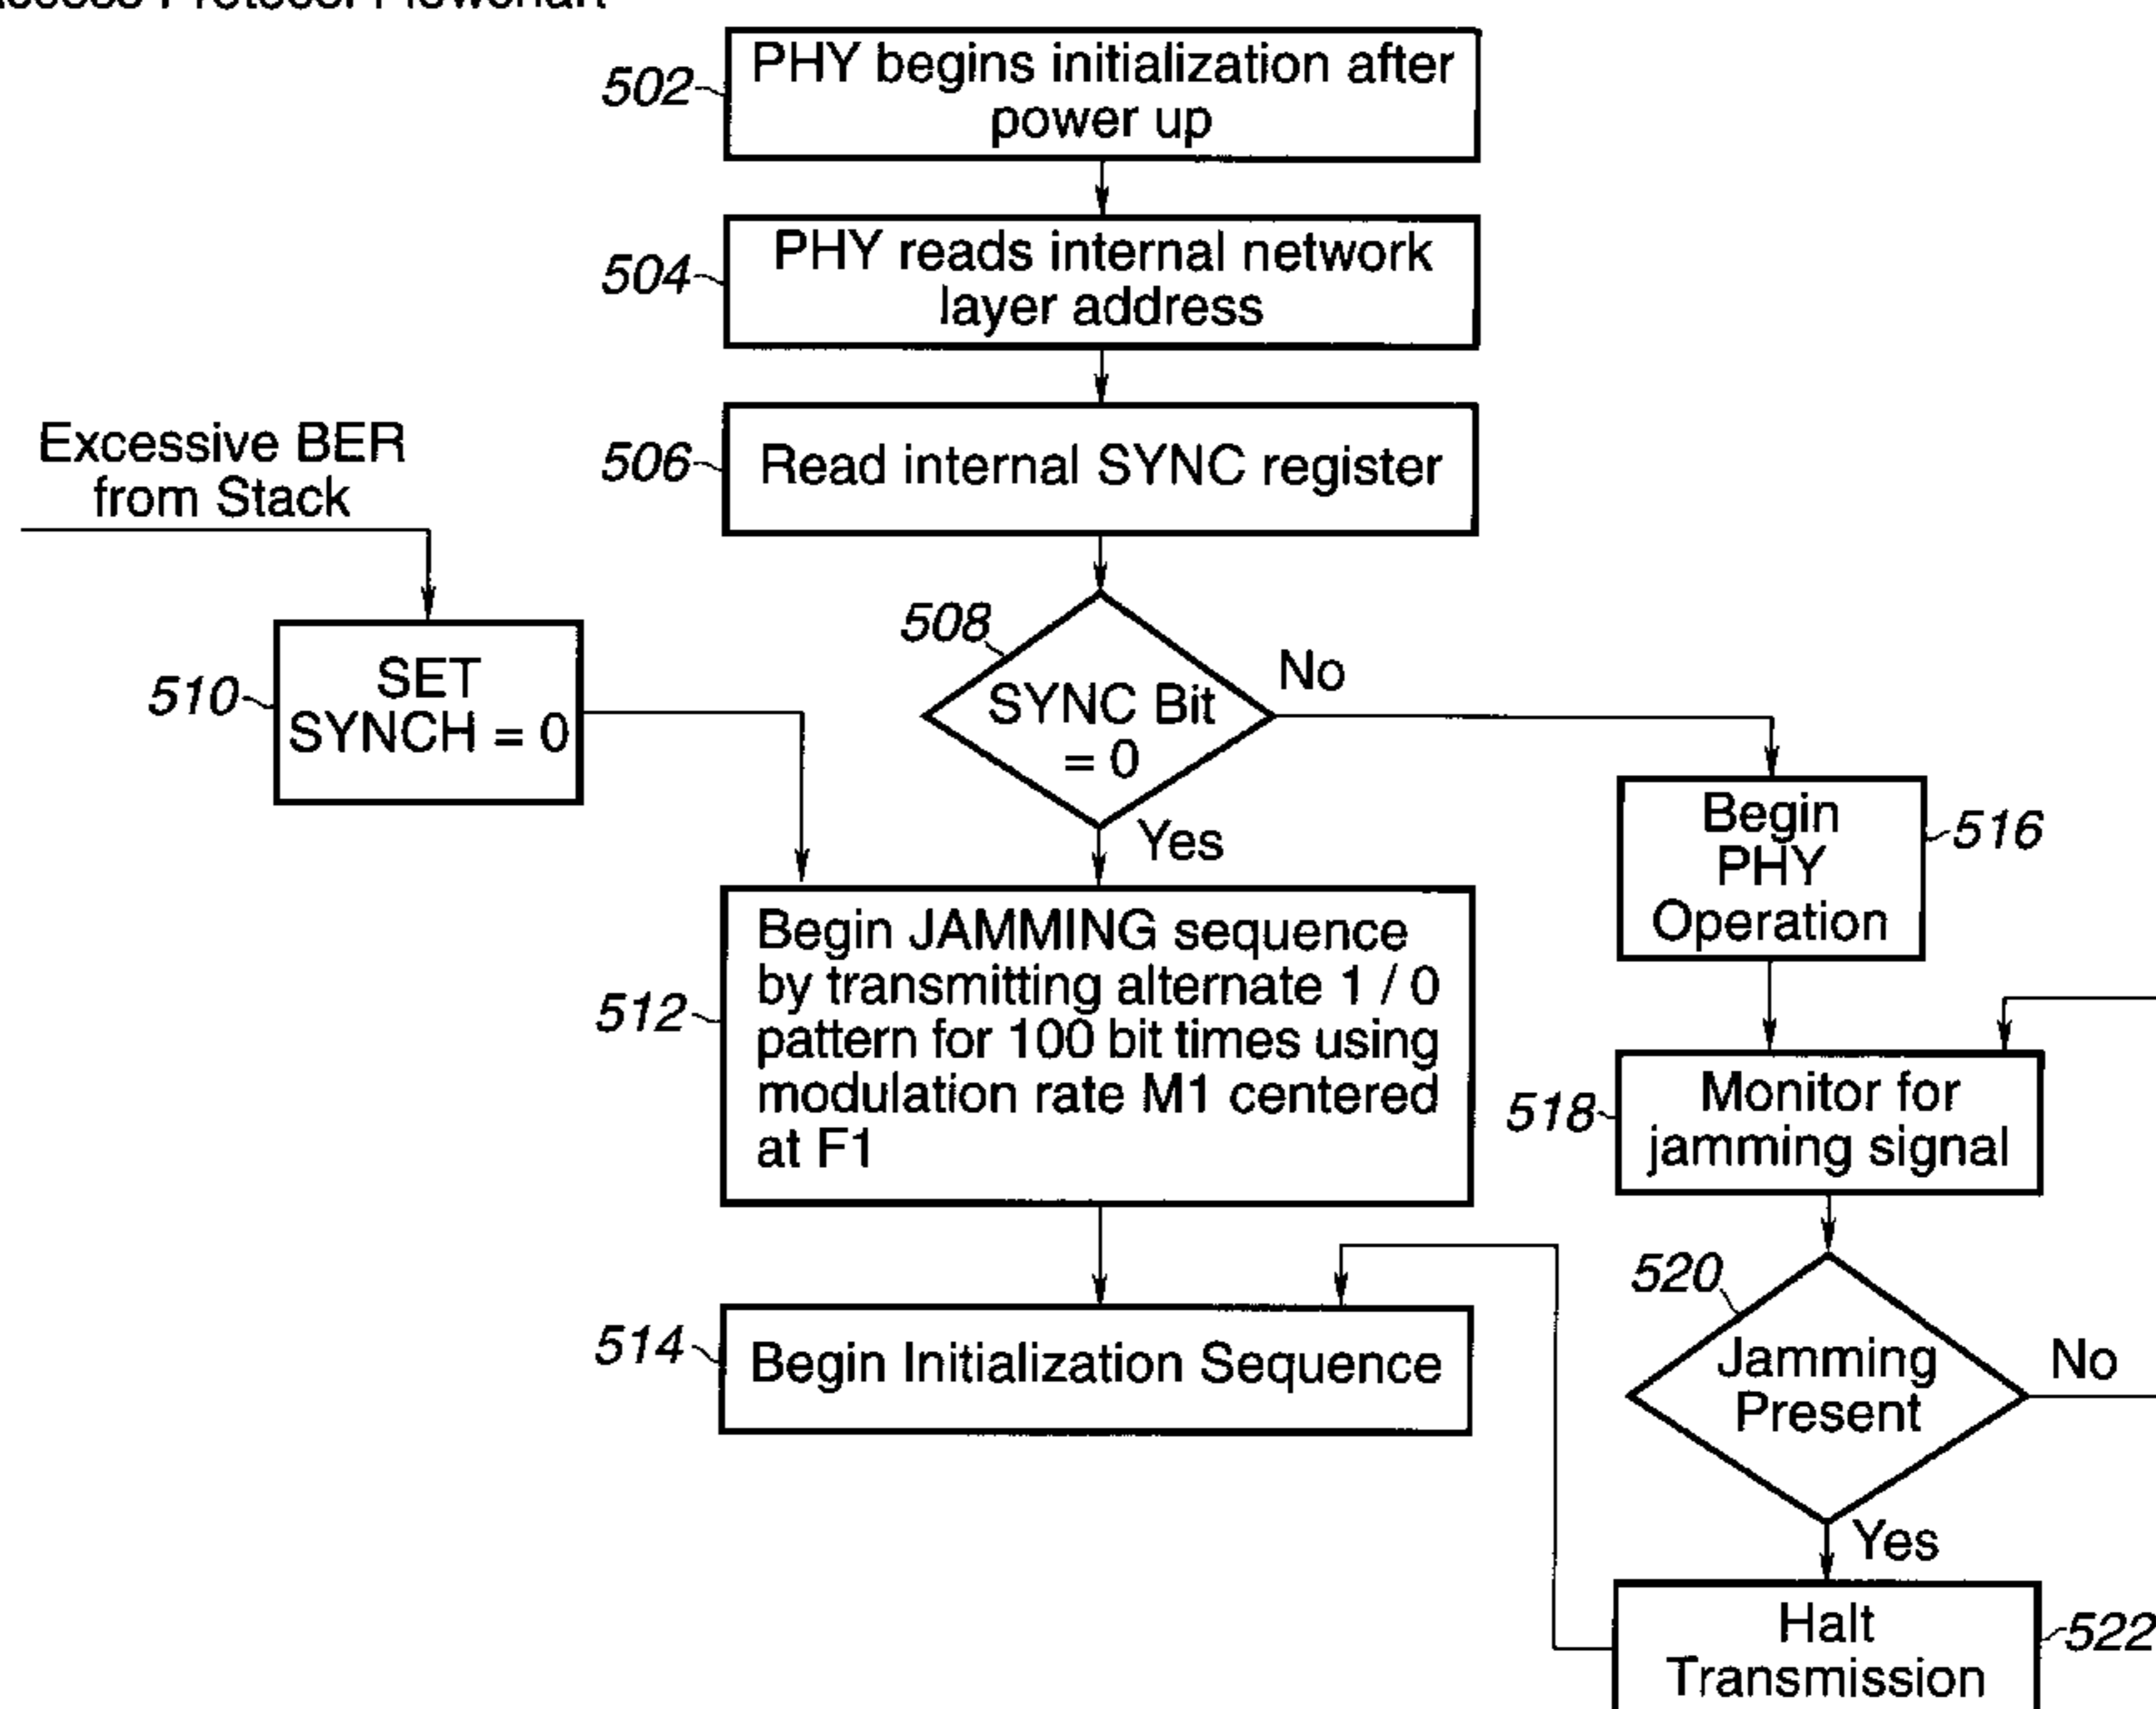 Protocol Flowchart
PHY begins initialization after
power up
502
PHY reads internal network
layer address
504
Read internal SYNC register
506
Excessive BER
from Stack
SET
SYNCH = 0
510
508
SYNC Bit
= 0
No
Yes
Begin
PHY
Operation
516
Begin JAMMING sequence
by transmitting alternate 1 / 0
pattern for 100 bit times using
modulation rate M1 centered
at F1
512
Monitor for
jamming signal
518
Begin Initialization Sequence
514
520
Jamming
Present
No
Yes
Halt
Transmission
522